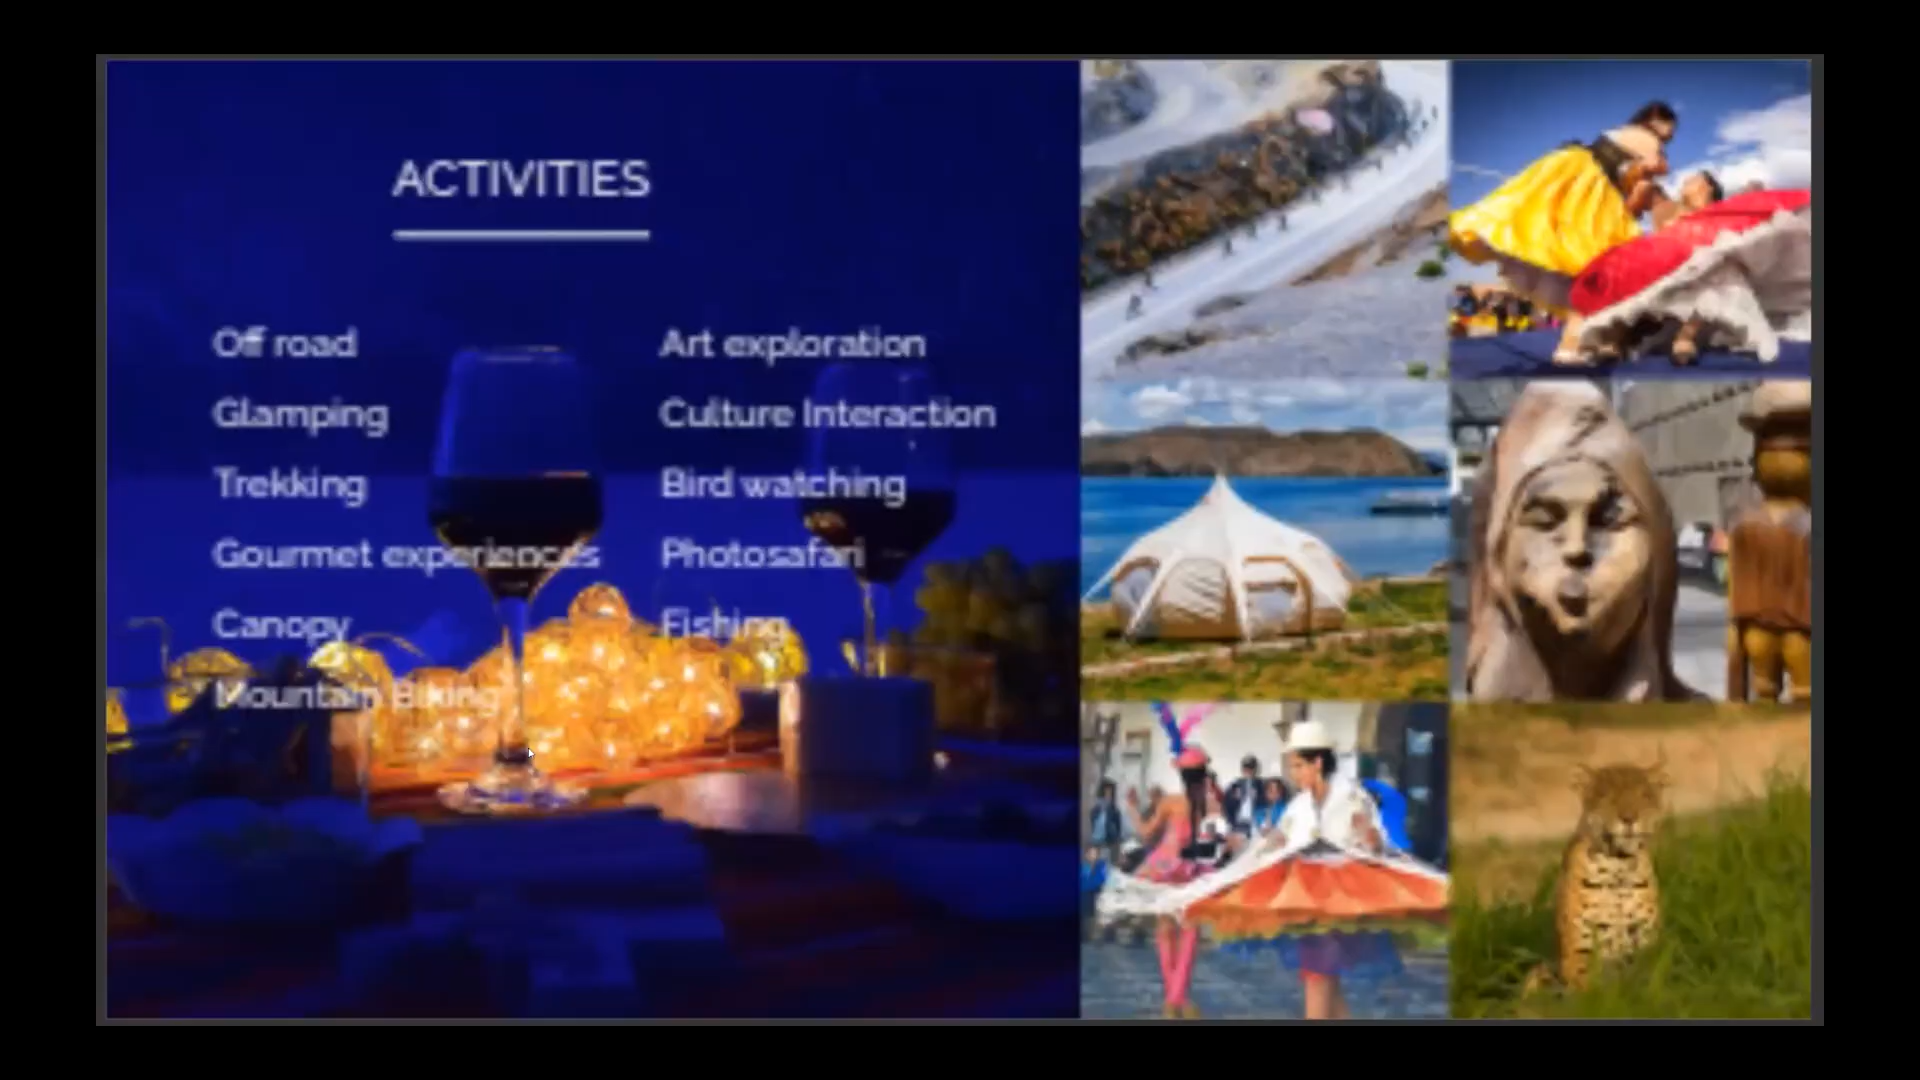 ACTIVITIES
Off road
Glamping
Trekking
Gourmet experiences
Canopy
Mountain Biking
Art exploration
Culture Interaction
Bird watching
Photosafari
Fishing